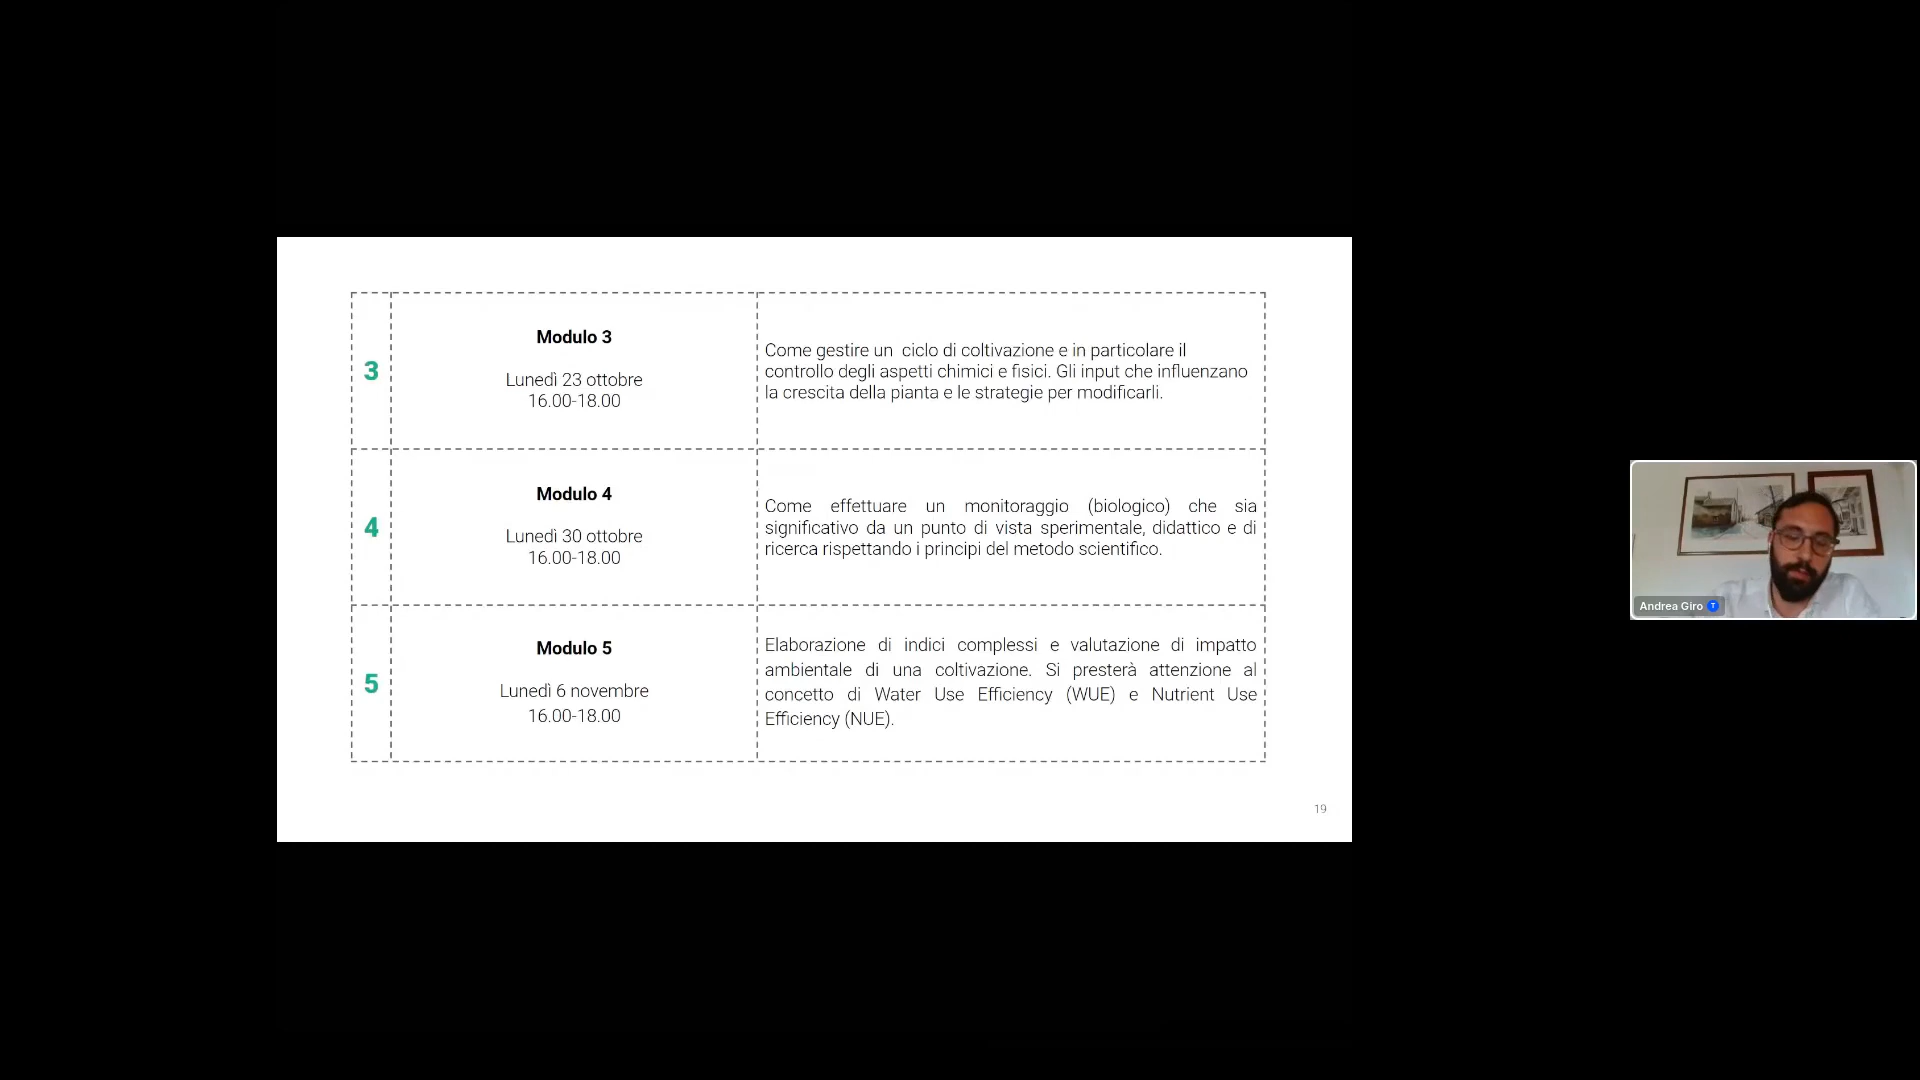 3
Modulo 3
Lunedì 23 ottobre
16.00-18.00
Come gestire un ciclo di coltivazione e in particolare il
controllo degli aspetti chimici e fisici. Gli input che influenzano
la crescita della pianta e le strategie per modificarli.
4
Modulo 4
Lunedì 30 ottobre
16.00-18.00
Come effettuare un monitoraggio (biologico) che sia
significativo da un punto di vista sperimentale, didattico e di
ricerca rispettando i principi del metodo scientifico.
5
Modulo 5
Lunedì 6 novembre
16.00-18.00
Elaborazione di indici complessi e valutazione di impatto
ambientale di una coltivazione. Si presterà attenzione al
concetto di Water Use Efficiency (WUE) e Nutrient Use
Efficiency (NUE).
19
Andrea Giro T